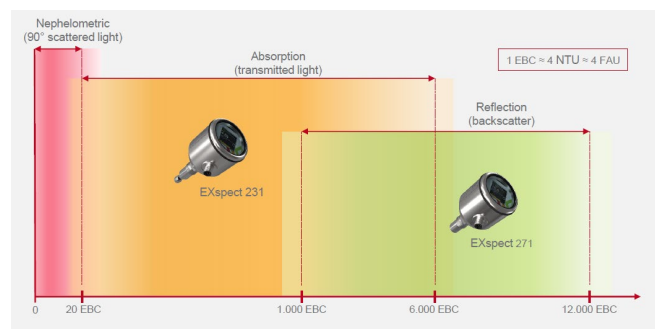 Nephelometric
(90° scattered light)
Absorption
(transmitted light)
1 EBC ≈ 4 NTU ≈ 4 FAU
Reflection
(backscatter)
EXspect 231
EXspect 271
0
20 EBC
1.000 EBC
6.000 EBC
12.000 EBC